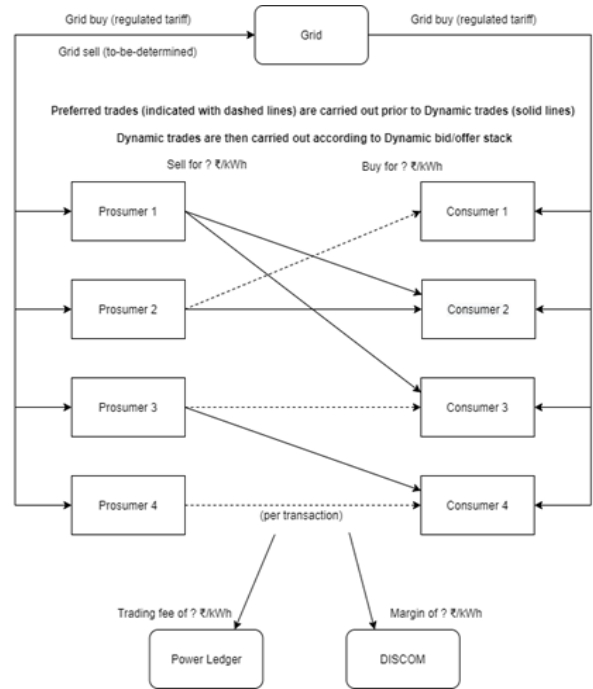 Grid buy (regulated tariff)
Grid
Grid buy (regulated tariff)
Grid sell (to-be-determined)
Preferred trades (indicated with dashed lines) are carried out prior to Dynamic trades (solid lines)
Dynamic trades are then carried out according to Dynamic bid/offer stack
Sell for ? ₹/kWh
Buy for ? ₹/kWh
Prosumer 1
Consumer 1
Prosumer 2
Consumer 2
Prosumer 3
Consumer 3
Prosumer 4
Consumer 4
(per transaction)
Trading fee of ? ₹/kWh
Margin of ? ₹/kWh
Power Ledger
DISCOM